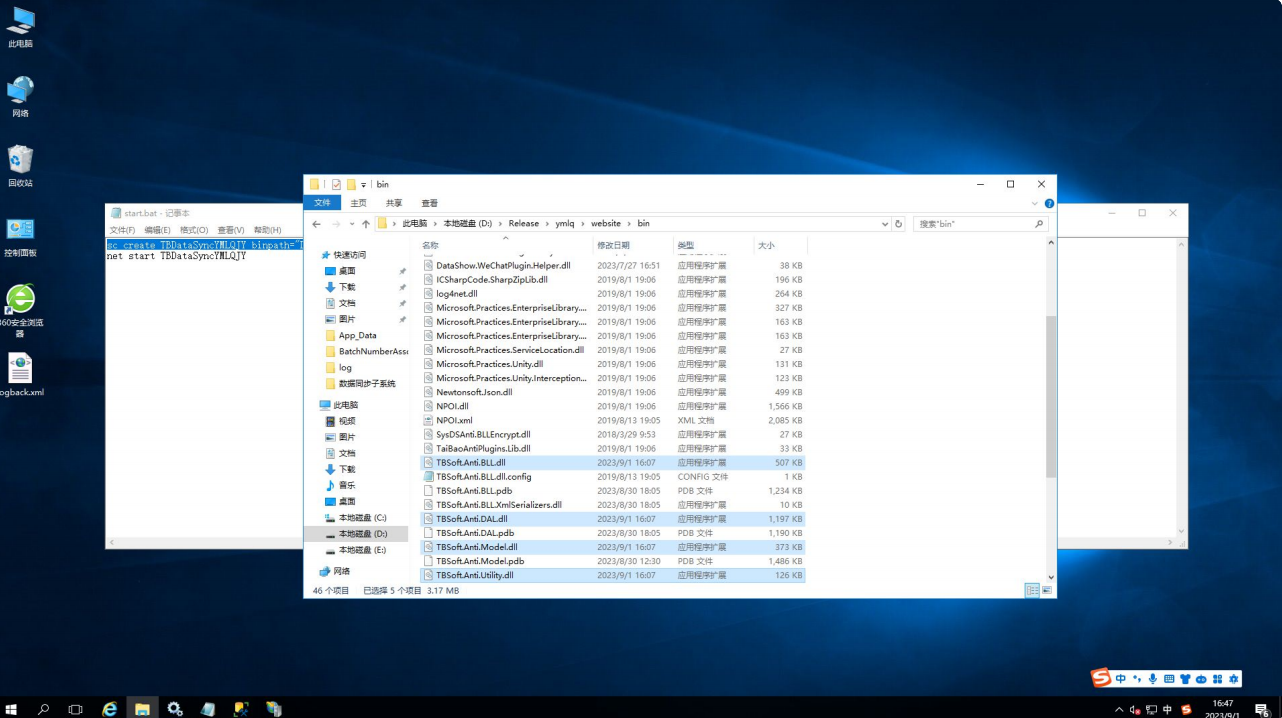 此电脑
网络
回收站
控制面板
360安全浏览
器
logback.xml
start.bat - 记事本
文件(F) 编辑(E) 格式(O) 查看(V) 帮助(H)
sc create TBDataSyncYMLQJY binpath="
net start TBDataSyncYMLQJY
bin
文件 主页 共享 查看
此电脑 › 本地磁盘 (D:) › Release › ymlq › website › bin
搜索"bin"
快速访问
桌面
下载
文档
图片
App_Data
BatchNumberAsso
log
数据同步子系统
此电脑
视频
图片
文档
下载
音乐
桌面
本地磁盘 (C:)
本地磁盘 (D:)
本地磁盘 (E:)
网络
名称 修改日期 类型 大小
DataShow.WeChatPlugin.Helper.dll 2023/7/27 16:51 应用程序扩展 38 KB
ICSharpCode.SharpZipLib.dll 2019/8/1 19:06 应用程序扩展 196 KB
log4net.dll 2019/8/1 19:06 应用程序扩展 264 KB
Microsoft.Practices.EnterpriseLibrary.... 2019/8/1 19:06 应用程序扩展 327 KB
Microsoft.Practices.EnterpriseLibrary.... 2019/8/1 19:06 应用程序扩展 163 KB
Microsoft.Practices.EnterpriseLibrary.... 2019/8/1 19:06 应用程序扩展 163 KB
Microsoft.Practices.ServiceLocation.dll 2019/8/1 19:06 应用程序扩展 27 KB
Microsoft.Practices.Unity.dll 2019/8/1 19:06 应用程序扩展 131 KB
Microsoft.Practices.Unity.Interception... 2019/8/1 19:06 应用程序扩展 123 KB
Newtonsoft.Json.dll 2019/8/1 19:06 应用程序扩展 499 KB
NPOI.dll 2019/8/1 19:06 应用程序扩展 1,566 KB
NPOI.xml 2019/8/13 19:05 XML 文档 2,085 KB
SysDSAnti.BLLEncrypt.dll 2018/3/29 9:53 应用程序扩展 27 KB
TaiBaoAntiPlugins.Lib.dll 2019/8/1 19:06 应用程序扩展 33 KB
TBSoft.Anti.BLL.dll 2023/9/1 16:07 应用程序扩展 507 KB
TBSoft.Anti.BLL.dll.config 2019/8/13 19:05 CONFIG 文件 1 KB
TBSoft.Anti.BLL.pdb 2023/8/30 18:05 PDB 文件 1,234 KB
TBSoft.Anti.BLL.XmlSerializers.dll 2023/8/30 18:05 应用程序扩展 10 KB
TBSoft.Anti.DAL.dll 2023/9/1 16:07 应用程序扩展 1,197 KB
TBSoft.Anti.DAL.pdb 2023/8/30 18:05 PDB 文件 1,190 KB
TBSoft.Anti.Model.dll 2023/9/1 16:07 应用程序扩展 373 KB
TBSoft.Anti.Model.pdb 2023/8/30 12:30 PDB 文件 1,486 KB
TBSoft.Anti.Utility.dll 2023/9/1 16:07 应用程序扩展 126 KB
46 个项目 已选择 5 个项目 3.17 MB
中
中
16:47
2023/9/1